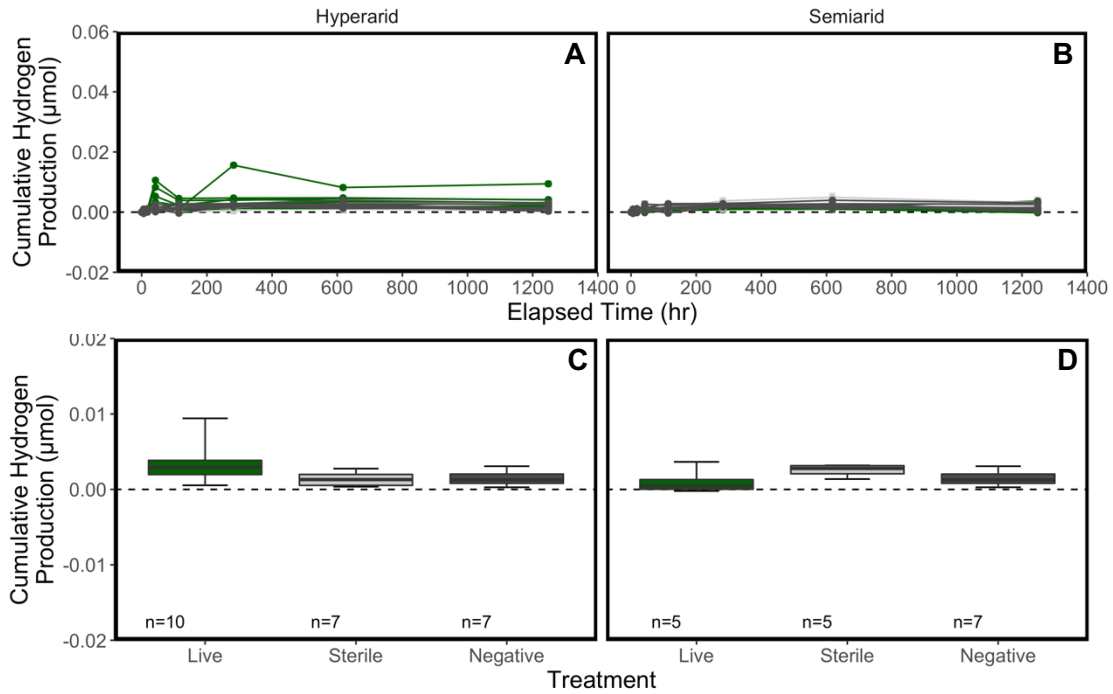 Hyperarid
Semiarid
Cumulative Hydrogen
Production (μmol)
0.06
0.04
0.02
0.00
-0.02
A
B
0 200 400 600 800 1000 1200 1400
0 200 400 600 800 1000 1200 1400
Elapsed Time (hr)
Cumulative Hydrogen
Production (μmol)
0.02
0.01
0.00
-0.01
-0.02
C
D
n=10 n=7 n=7
n=5 n=5 n=7
Live Sterile Negative
Live Sterile Negative
Treatment